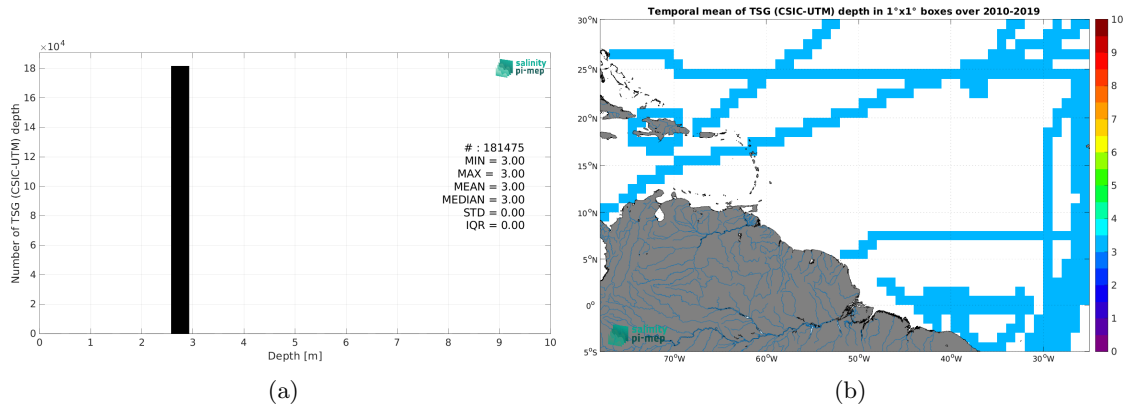 ×10⁴
18
16
14
12
10
8
6
4
2
0
Number of TSG (CSIC-UTM) depth
0 1 2 3 4 5 6 7 8 9 10
Depth [m]
salinity
pi-mep
# : 181475
MIN = 3.00
MAX = 3.00
MEAN = 3.00
MEDIAN = 3.00
STD = 0.00
IQR = 0.00
(a)
Temporal mean of TSG (CSIC-UTM) depth in 1°x1° boxes over 2010-2019
30°N
25°N
20°N
15°N
10°N
5°N
0°
5°S
70°W 60°W 50°W 40°W 30°W
salinity
pi-mep
10
9
8
7
6
5
4
3
2
1
0
(b)